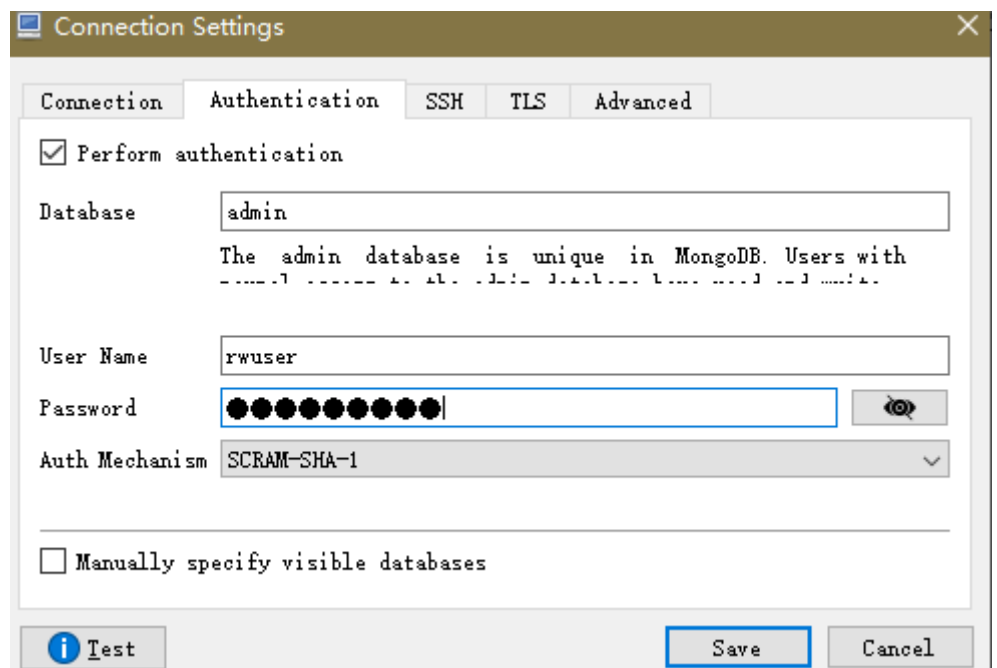 Connection Settings
Connection Authentication SSH TLS Advanced
Perform authentication
Database admin
The admin database is unique in MongoDB. Users with
User Name rwuser
Password ●●●●●●●●●
Auth Mechanism SCRAM-SHA-1
Manually specify visible databases
Test Save Cancel